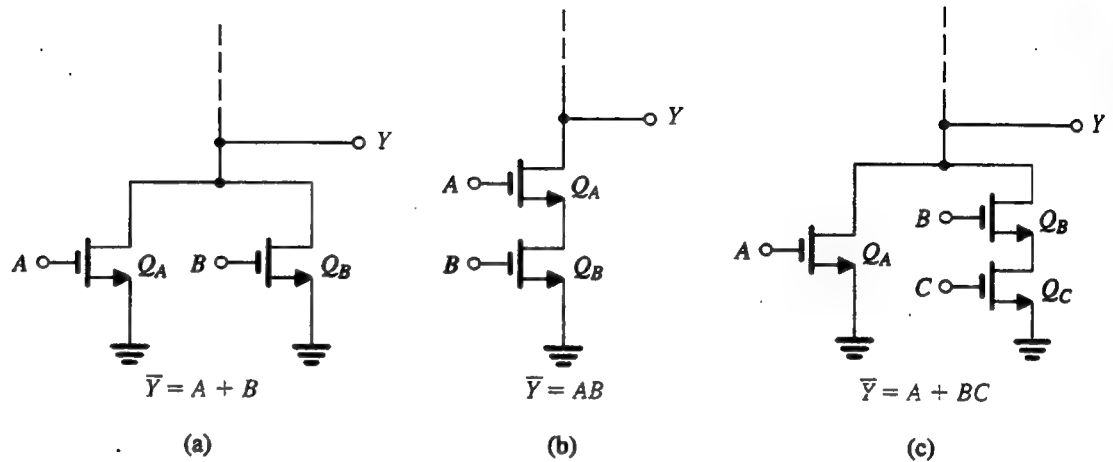 Y
A
Q_A
B
Q_B
Y̅ = A + B
(a)
Y
A
Q_A
B
Q_B
Y̅ = AB
(b)
Y
B
Q_B
A
Q_A
C
Q_C
Y̅ = A + BC
(c)